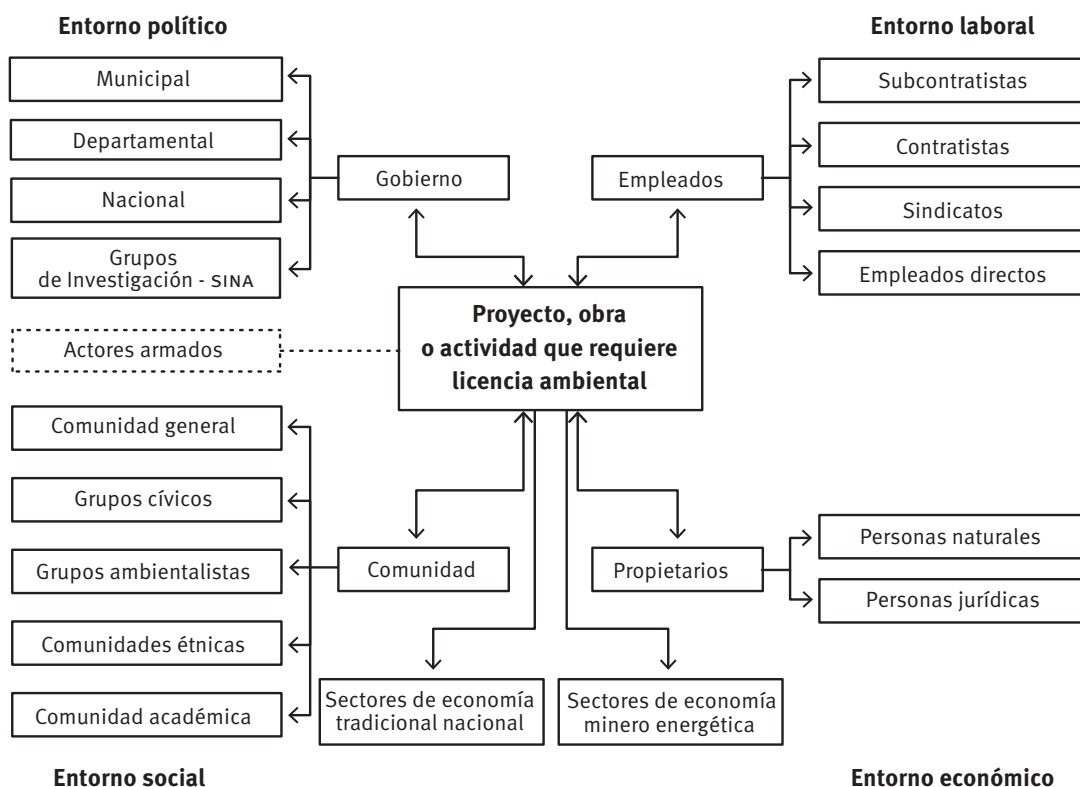 Entorno político
Municipal
Departamental
Nacional
Grupos
de Investigación - SINA
Gobierno
Entorno laboral
Subcontratistas
Contratistas
Sindicatos
Empleados directos
Empleados
Proyecto, obra
o actividad que requiere
licencia ambiental
Actores armados
Comunidad general
Grupos cívicos
Grupos ambientalistas
Comunidades étnicas
Comunidad académica
Comunidad
Propietarios
Personas naturales
Personas jurídicas
Sectores de economía
tradicional nacional
Sectores de economía
minero energética
Entorno social
Entorno económico